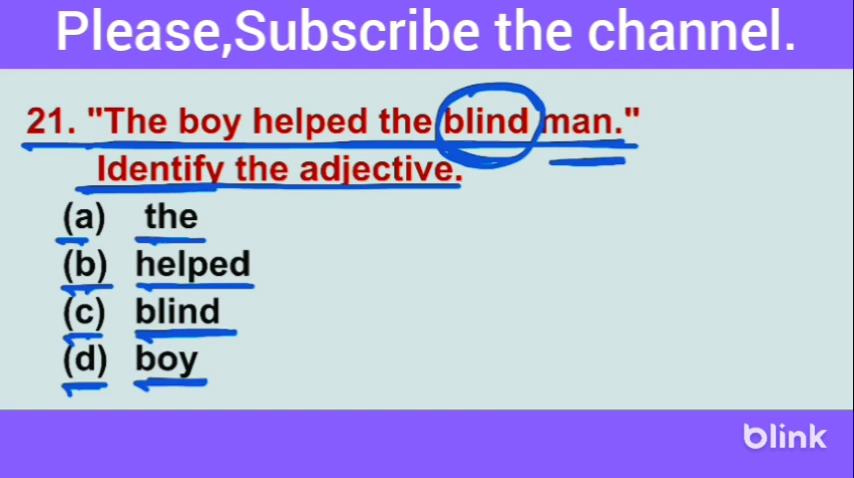 Please,Subscribe the channel.
21. "The boy helped the blind man."
Identify the adjective.
(a) the
(b) helped
(c) blind
(d) boy
blink